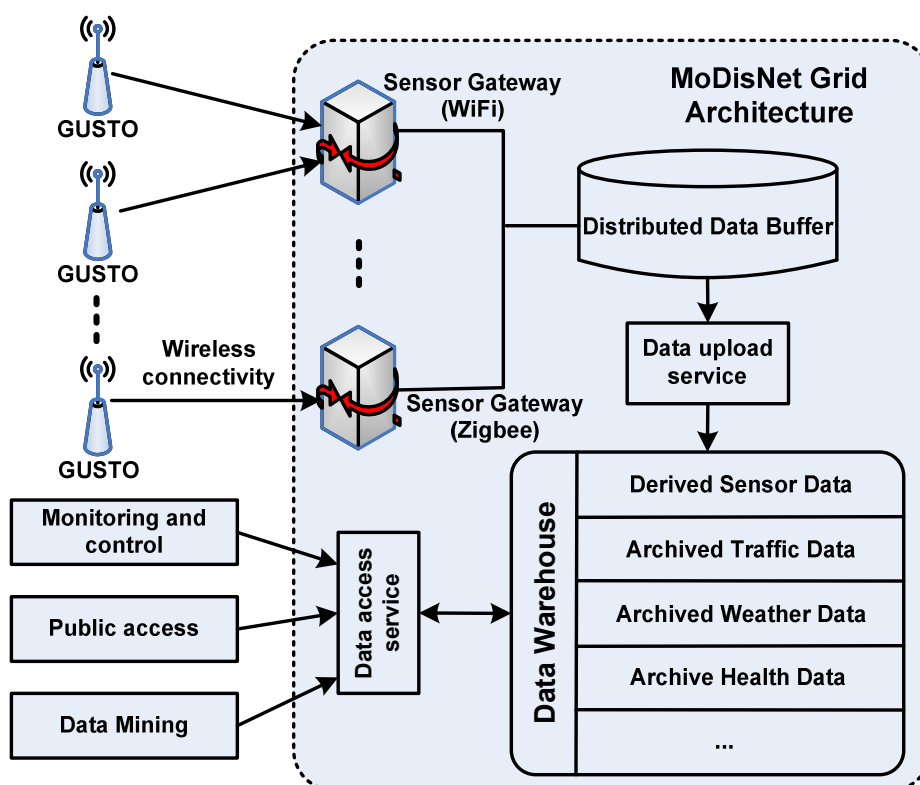 GUSTO
Sensor Gateway
(WiFi)
MoDisNet Grid
Architecture
GUSTO
Distributed Data Buffer
Wireless
connectivity
Data upload
service
GUSTO
Sensor Gateway
(Zigbee)
Monitoring and
control
Public access
Data Mining
Data access
service
Data Warehouse
Derived Sensor Data
Archived Traffic Data
Archived Weather Data
Archive Health Data
...